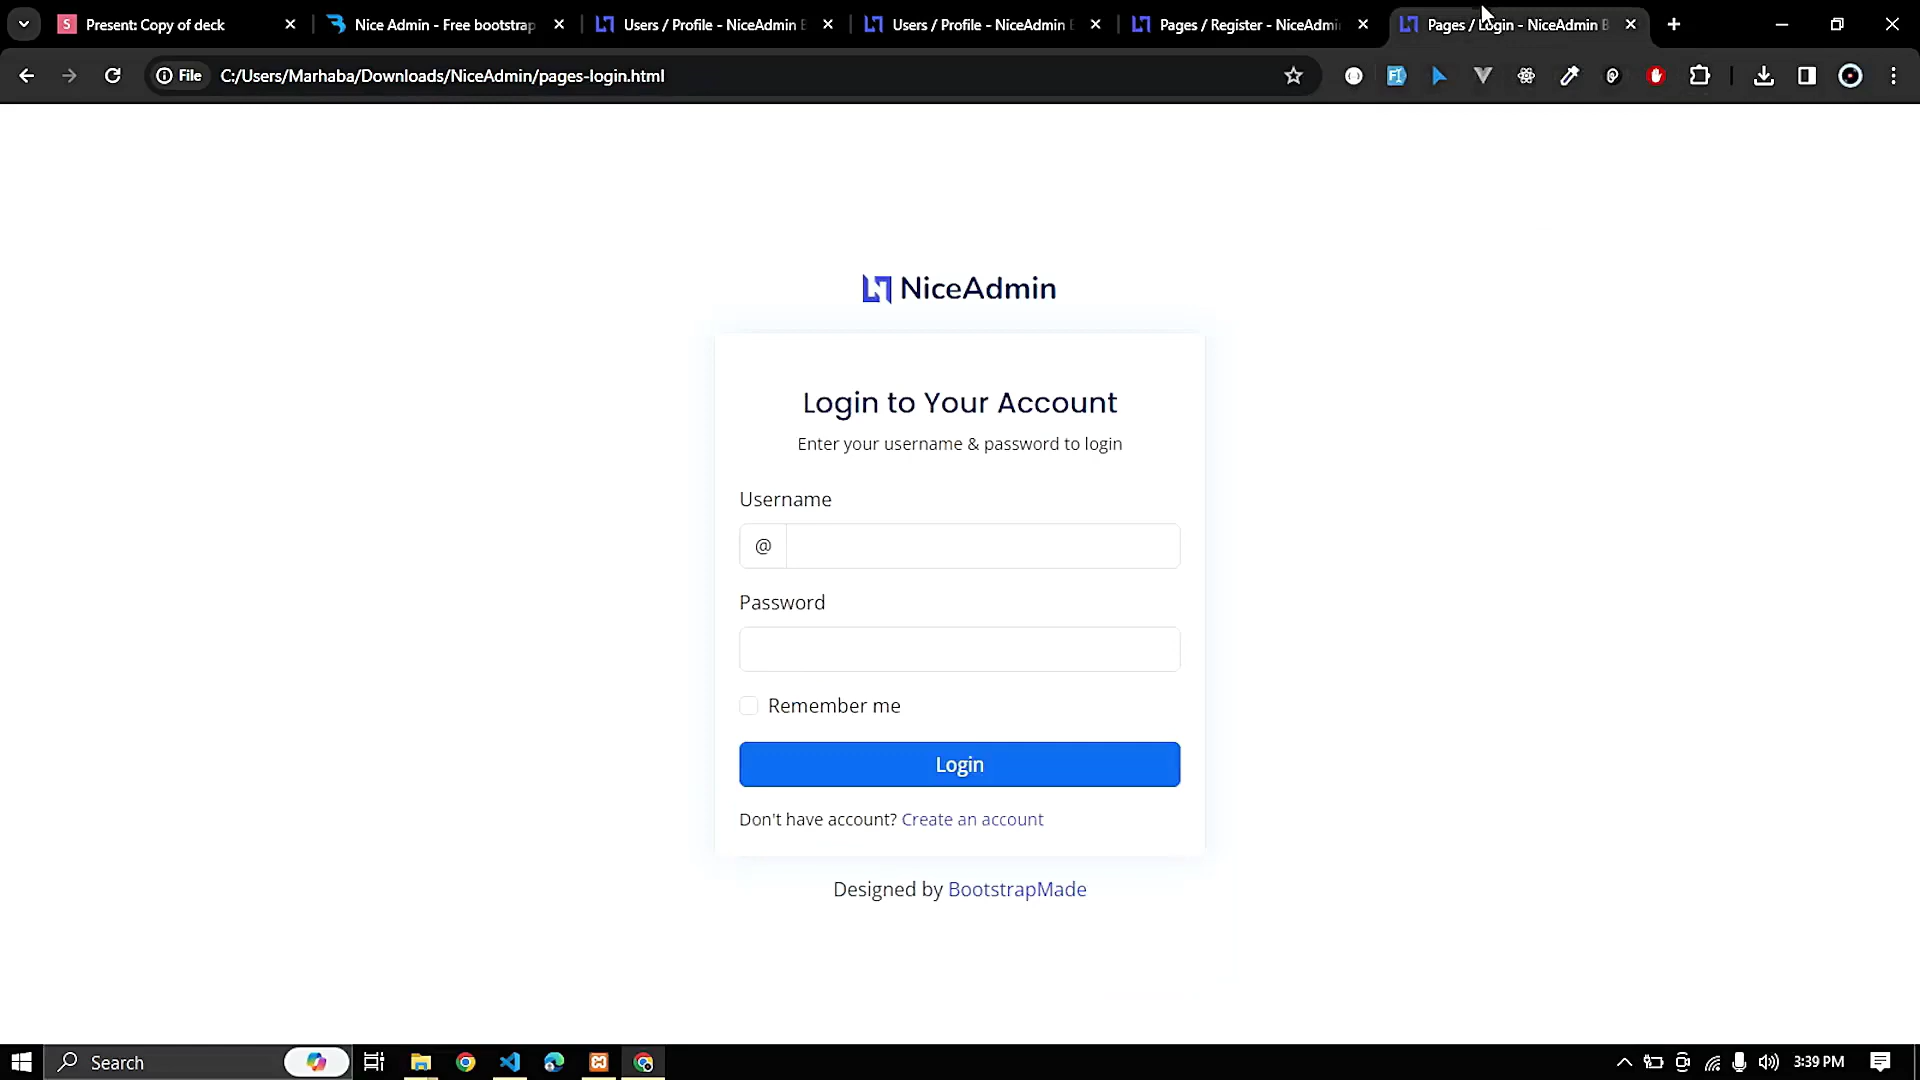 Present: Copy of deck
Nice Admin - Free bootstrap
Users / Profile - NiceAdmin B
Users / Profile - NiceAdmin B
Pages / Register - NiceAdmin
Pages / Login - NiceAdmin B
File
C:/Users/Marhaba/Downloads/NiceAdmin/pages-login.html
NiceAdmin
Login to Your Account
Enter your username & password to login
Username
@
Password
Remember me
Login
Don't have account? Create an account
Designed by BootstrapMade
Search
3:39 PM